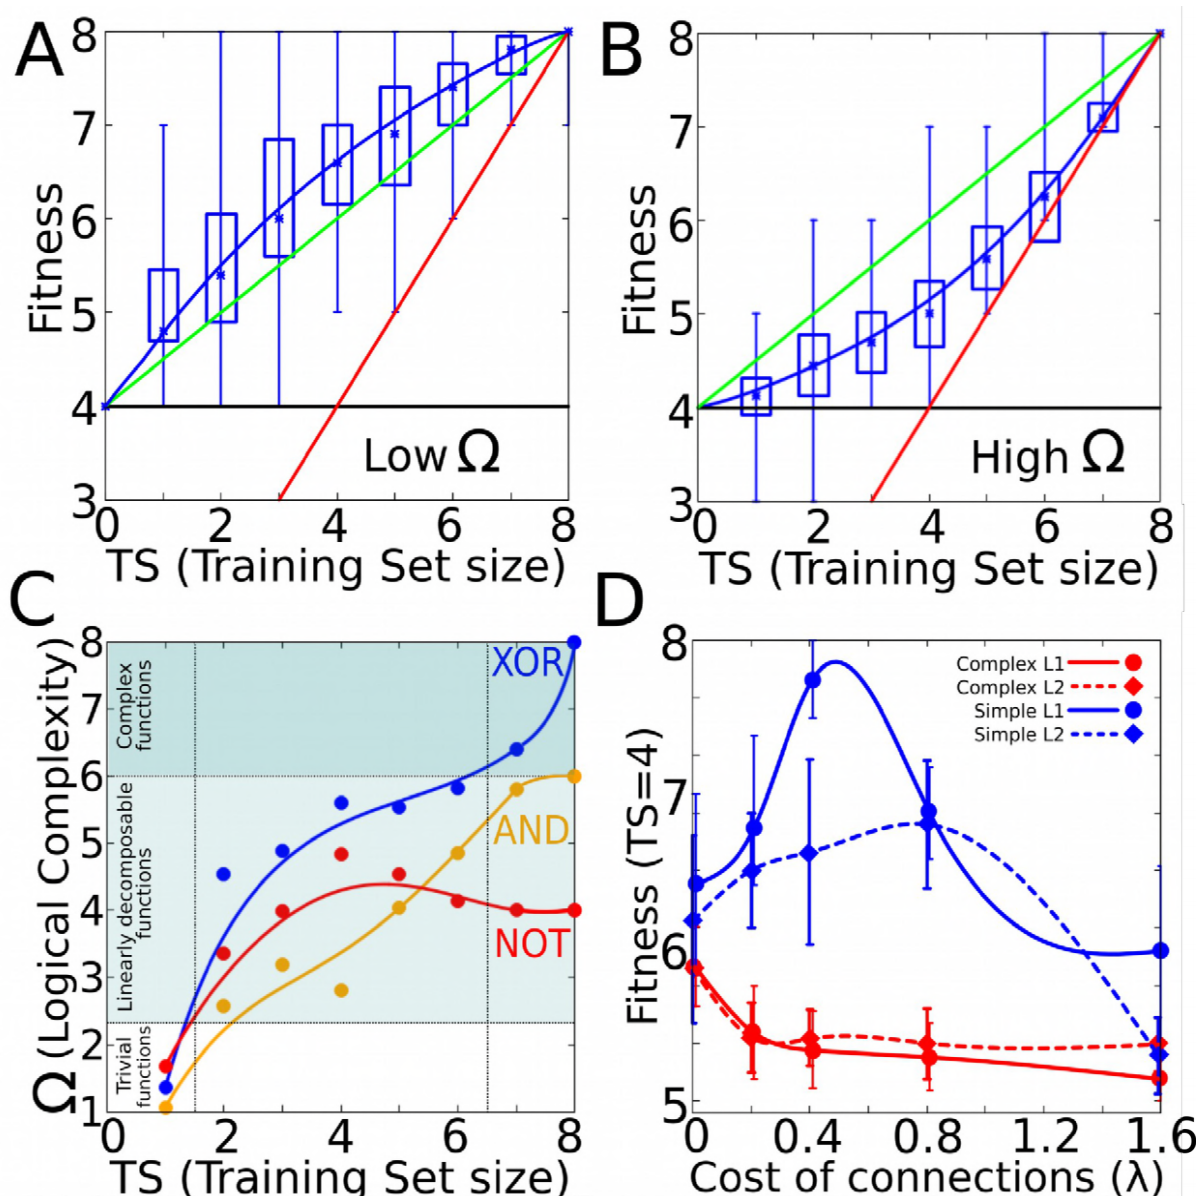 A
8
7
6
5
4
3
Fitness
Low Ω
0 2 4 6 8
TS (Training Set size)
B
8
7
6
5
4
3
Fitness
High Ω
0 2 4 6 8
TS (Training Set size)
C
8
7
6
5
4
3
2
1
Ω (Logical Complexity)
Complex
functions
Linearly decomposable
functions
Trivial
functions
XOR
AND
NOT
0 2 4 6 8
TS (Training Set size)
D
8
7
6
5
Fitness (TS=4)
Complex L1
Complex L2
Simple L1
Simple L2
0 0.4 0.8 1.2 1.6
Cost of connections (λ)